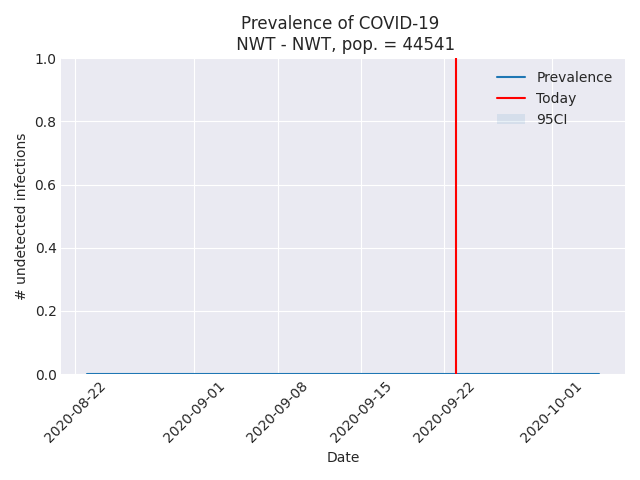 Prevalence of COVID-19
NWT - NWT, pop. = 44541
1.0
0.8
0.6
0.4
0.2
0.0
# undetected infections
Prevalence
Today
95CI
2020-08-22
2020-09-01
2020-09-08
2020-09-15
2020-09-22
2020-10-01
Date